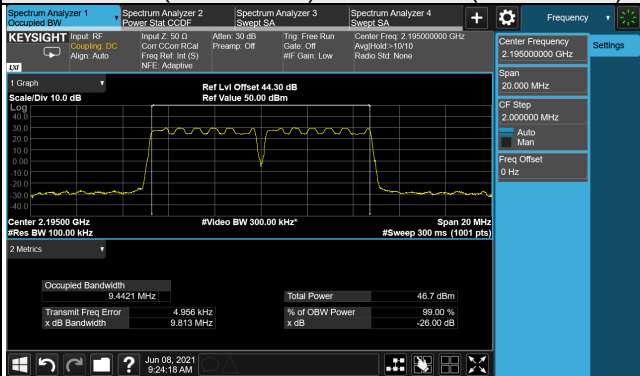 Spectrum Analyzer 1
Occupied BW
Spectrum Analyzer 2
Power Stat CCDF
Spectrum Analyzer 3
Swept SA
Spectrum Analyzer 4
Swept SA
+
Frequency
KEYSIGHT
Input: RF
Coupling: DC
Align: Auto
Input Z: 50 Ω
Corr CCorr RCal
Freq Ref: Int (S)
NFE: Adaptive
Atten: 30 dB
Preamp: Off
Trig: Free Run
Gate: Off
#IF Gain: Low
Center Freq: 2.195000000 GHz
Avg|Hold:>10/10
Radio Std: None
LXI
Center Frequency
2.195000000 GHz
Settings
Span
20.000 MHz
CF Step
2.000000 MHz
Auto
Man
Freq Offset
0 Hz
1 Graph
Scale/Div 10.0 dB
Ref Lvl Offset 44.30 dB
Ref Value 50.00 dBm
Log
40.0
30.0
20.0
10.0
0.00
-10.0
-20.0
-30.0
-40.0
Center 2.19500 GHz
#Res BW 100.00 kHz
#Video BW 300.00 kHz*
Span 20 MHz
#Sweep 300 ms (1001 pts)
2 Metrics
Occupied Bandwidth
9.4421 MHz
Total Power 46.7 dBm
Transmit Freq Error 4.956 kHz
% of OBW Power 99.00 %
x dB Bandwidth 9.813 MHz
x dB -26.00 dB
?
Jun 08, 2021
9:24:18 AM